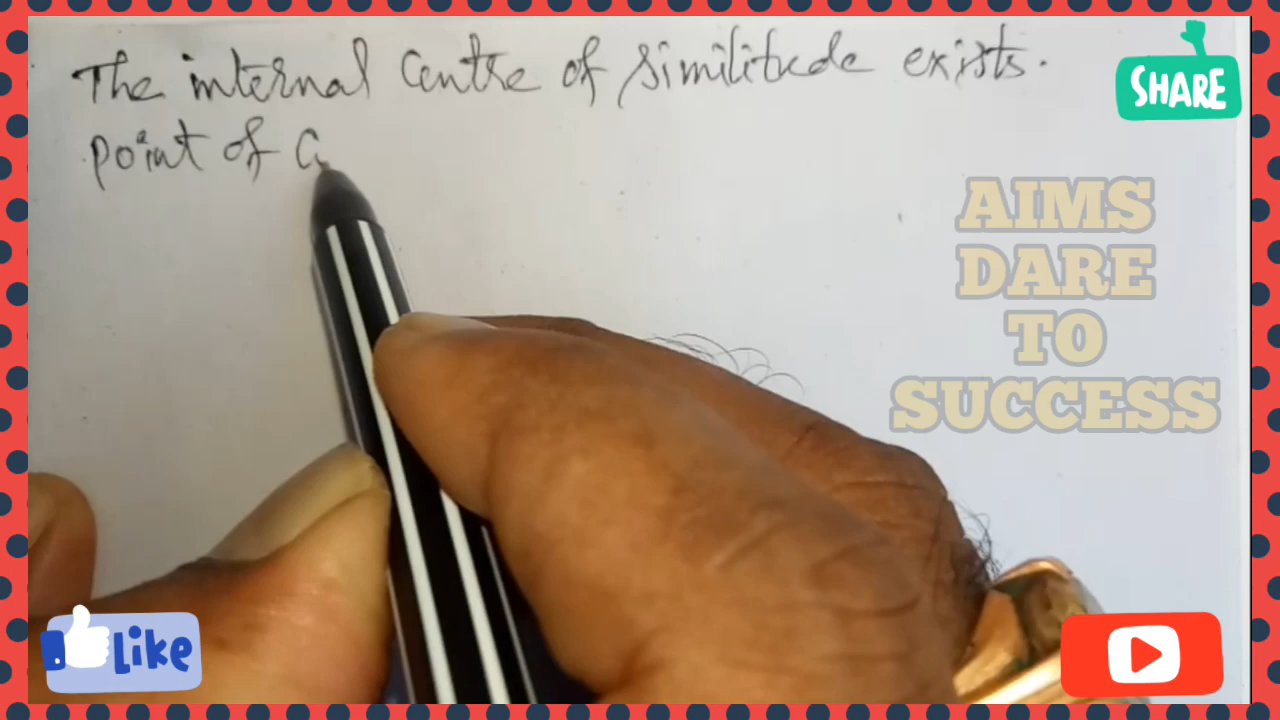 The internal centre of similitude exists.
point of C
SHARE
AIMS
DARE
TO
SUCCESS
Like